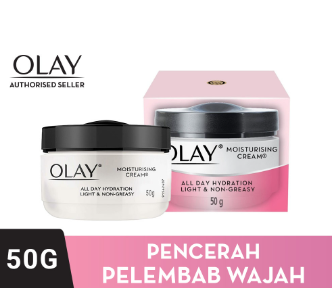 OLAY
AUTHORISED SELLER
OLAY®
MOISTURISING
CREAM
ALL DAY HYDRATION
LIGHT & NON-GREASY
50g
OLAY®
MOISTURISING
CREAM
ALL DAY HYDRATION
LIGHT & NON-GREASY
50 g
50G
PENCERAH
PELEMBAB WAJAH